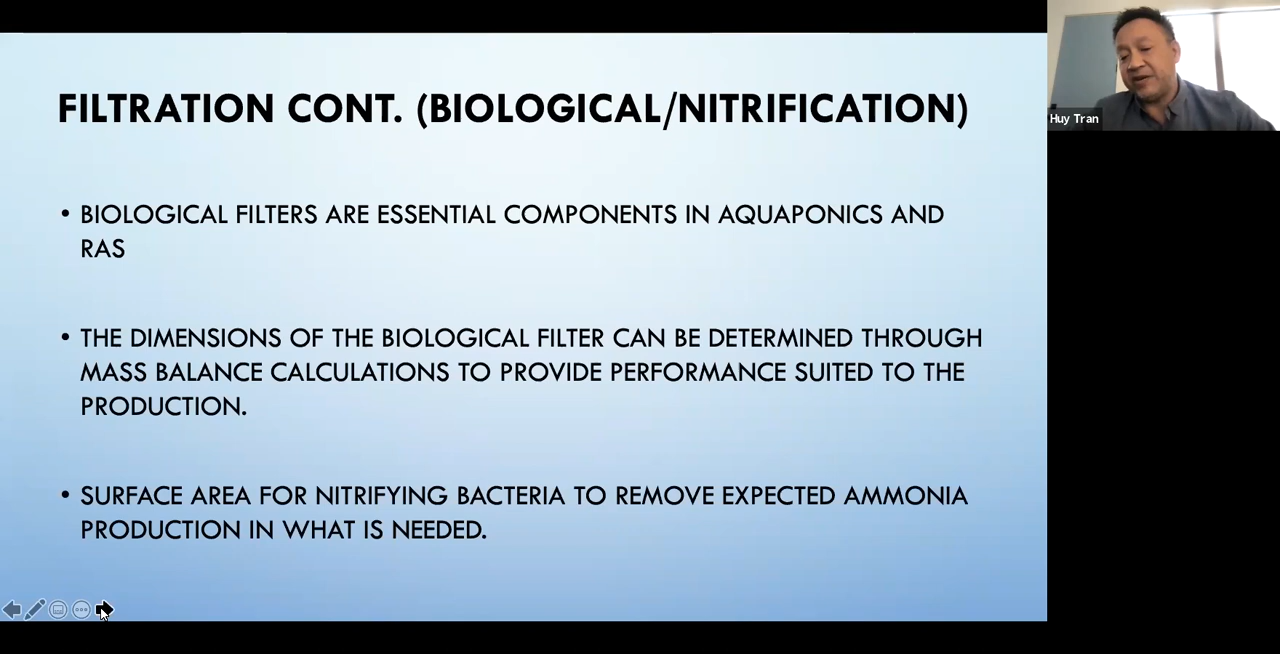 FILTRATION CONT. (BIOLOGICAL/NITRIFICATION)
• BIOLOGICAL FILTERS ARE ESSENTIAL COMPONENTS IN AQUAPONICS AND
RAS
• THE DIMENSIONS OF THE BIOLOGICAL FILTER CAN BE DETERMINED THROUGH
MASS BALANCE CALCULATIONS TO PROVIDE PERFORMANCE SUITED TO THE
PRODUCTION.
• SURFACE AREA FOR NITRIFYING BACTERIA TO REMOVE EXPECTED AMMONIA
PRODUCTION IN WHAT IS NEEDED.
Huy Tran